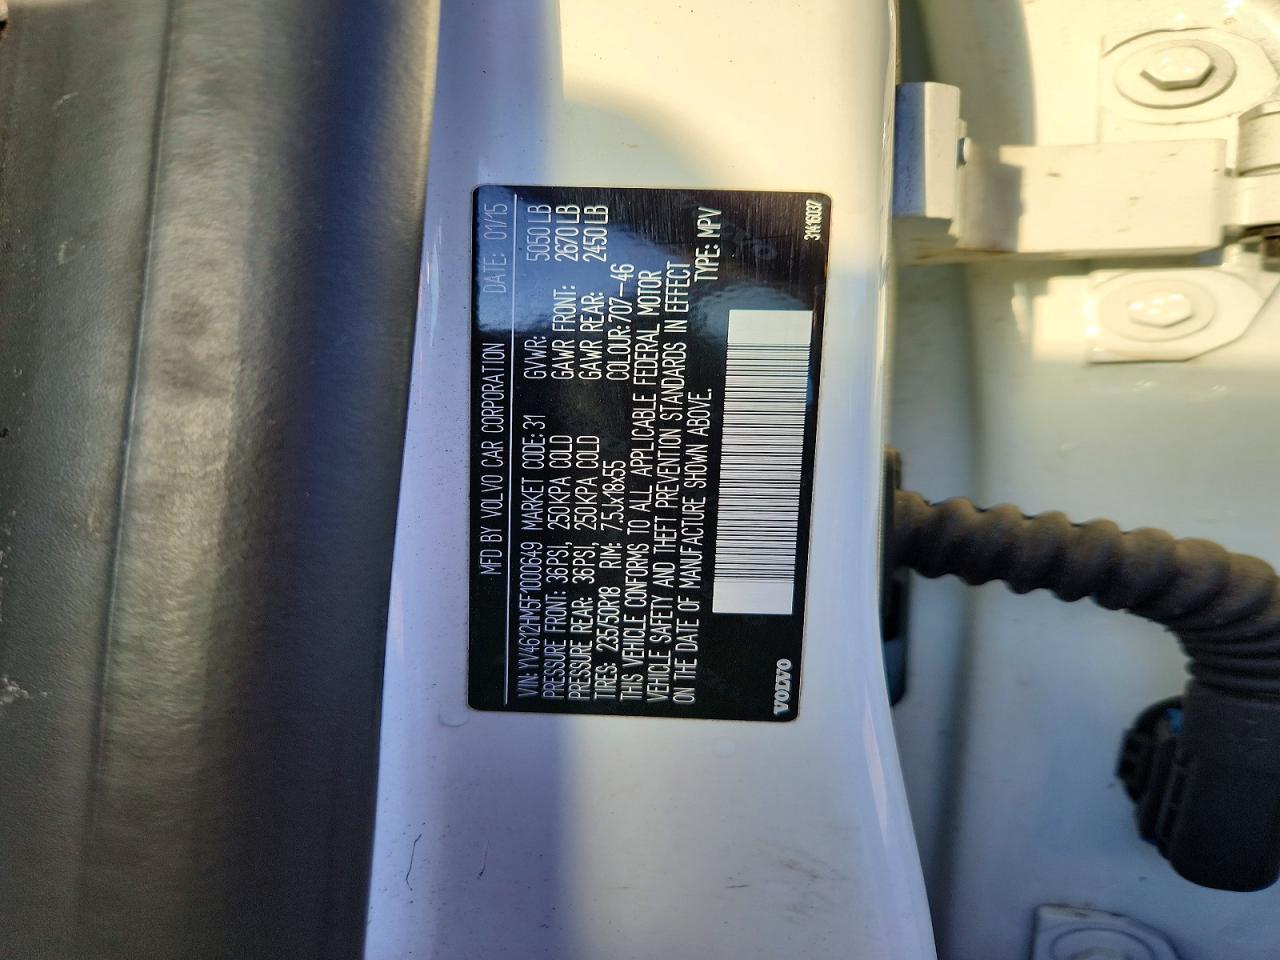 MFD BY VOLVO CAR CORPORATION DATE: 01/15
VIN: YV4612HM5F1000649 MARKET CODE: 31 GVWR: 5050 LB
PRESSURE FRONT: 36PSI., 250KPA COLD GAWR FRONT: 2670 LB
PRESSURE REAR: 36PSI., 250KPA COLD GAWR REAR: 2450 LB
TIRES: 235/50R18 RIM: 7.5Jx18x55 COLOUR: 707-46
THIS VEHICLE CONFORMS TO ALL APPLICABLE FEDERAL MOTOR
VEHICLE SAFETY AND THEFT PREVENTION STANDARDS IN EFFECT
ON THE DATE OF MANUFACTURE SHOWN ABOVE. TYPE: MPV
VOLVO
31416037